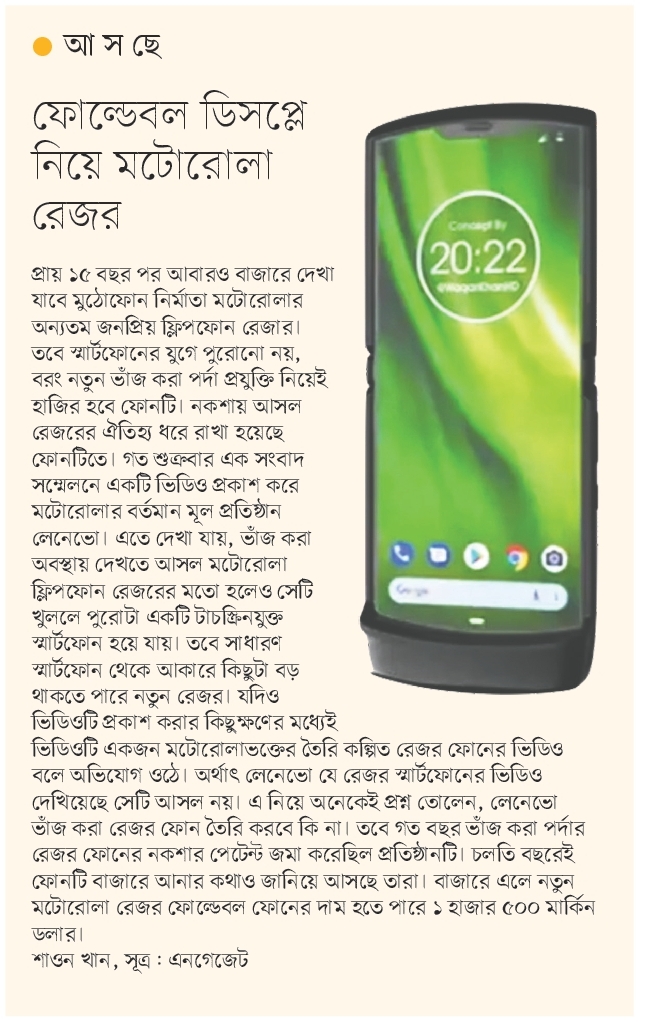 আ স ছে
ফোল্ডেবল ডিসপ্লে
নিয়ে মটোরোলা
রেজর
প্রায় ১৫ বছর পর আবারও বাজারে দেখা
যাবে মুঠোফোন নির্মাতা মটোরোলার
অন্যতম জনপ্রিয় ফ্লিপফোন রেজার।
তবে স্মার্টফোনের যুগে পুরোনো নয়,
বরং নতুন ভাঁজ করা পর্দা প্রযুক্তি নিয়েই
হাজির হবে ফোনটি। নকশায় আসল
রেজরের ঐতিহ্য ধরে রাখা হয়েছে
ফোনটিতে। গত শুক্রবার এক সংবাদ
সম্মেলনে একটি ভিডিও প্রকাশ করে
মটোরোলার বর্তমান মূল প্রতিষ্ঠান
লেনেভো। এতে দেখা যায়, ভাঁজ করা
অবস্থায় দেখতে আসল মটোরোলা
ফ্লিপফোন রেজরের মতো হলেও সেটি
খুললে পুরোটা একটি টাচস্ক্রিনযুক্ত
স্মার্টফোন হয়ে যায়। তবে সাধারণ
স্মার্টফোন থেকে আকারে কিছুটা বড়
থাকতে পারে নতুন রেজর। যদিও
ভিডিওটি প্রকাশ করার কিছুক্ষণের মধ্যেই
ভিডিওটি একজন মটোরোলাভক্তের তৈরি কল্পিত রেজর ফোনের ভিডিও
বলে অভিযোগ ওঠে। অর্থাৎ লেনেভো যে রেজর স্মার্টফোনের ভিডিও
দেখিয়েছে সেটি আসল নয়। এ নিয়ে অনেকেই প্রশ্ন তোলেন, লেনেভো
ভাঁজ করা রেজর ফোন তৈরি করবে কি না। তবে গত বছর ভাঁজ করা পর্দার
রেজর ফোনের নকশার পেটেন্ট জমা করেছিল প্রতিষ্ঠানটি। চলতি বছরেই
ফোনটি বাজারে আনার কথাও জানিয়ে আসছে তারা। বাজারে এলে নতুন
মটোরোলা রেজর ফোল্ডেবল ফোনের দাম হতে পারে ১ হাজার ৫০০ মার্কিন
ডলার।
শাওন খান, সূত্র : এনগেজেট
Concept By
20:22
@WaqarKhanHD
Google